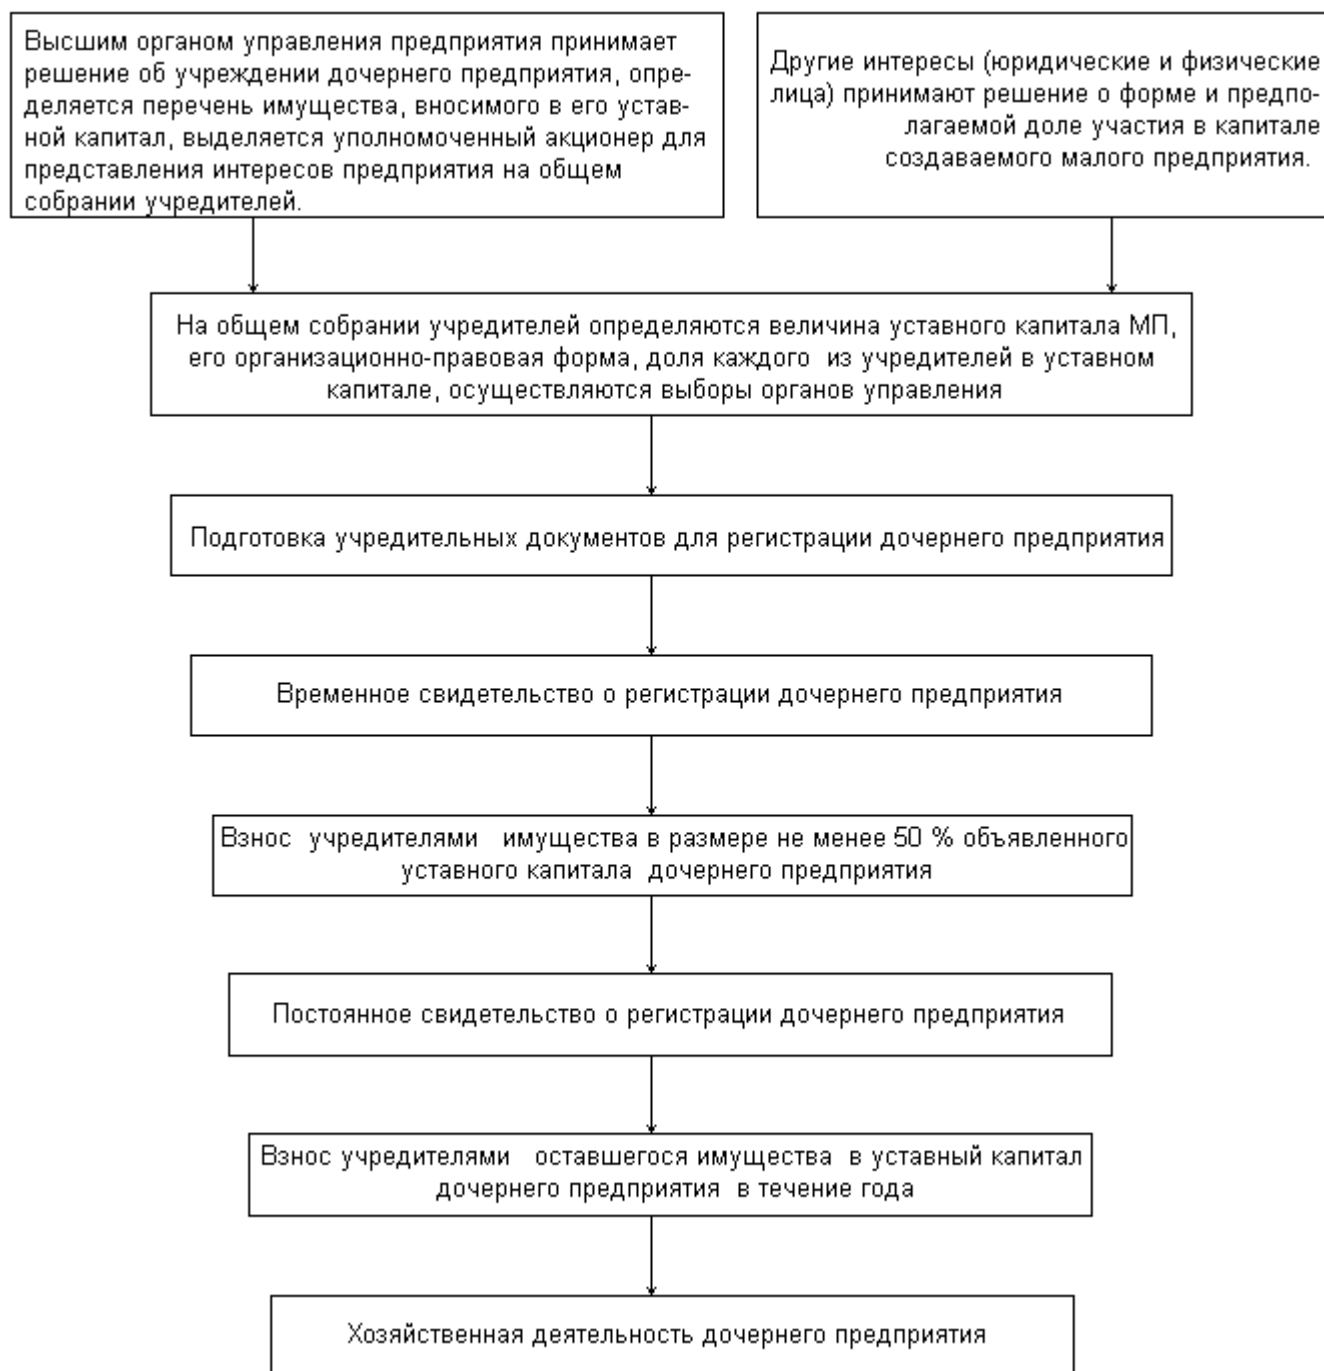 Высшим органом управления предприятия принимает
решение об учреждении дочернего предприятия, опре-
деляется перечень имущества, вносимого в его устав-
ной капитал, выделяется уполномоченный акционер для
представления интересов предприятия на общем
собрании учредителей.
Другие интересы (юридические и физические
лица) принимают решение о форме и предпо-
лагаемой доле участия в капитале
создаваемого малого предприятия.
На общем собрании учредителей определяются величина уставного капитала МП,
его организационно-правовая форма, доля каждого из учредителей в уставном
капитале, осуществляются выборы органов управления
Подготовка учредительных документов для регистрации дочернего предприятия
Временное свидетельство о регистрации дочернего предприятия
Взнос учредителями имущества в размере не менее 50 % объявленного
уставного капитала дочернего предприятия
Постоянное свидетельство о регистрации дочернего предприятия
Взнос учредителями оставшегося имущества в уставный капитал
дочернего предприятия в течение года
Хозяйственная деятельность дочернего предприятия